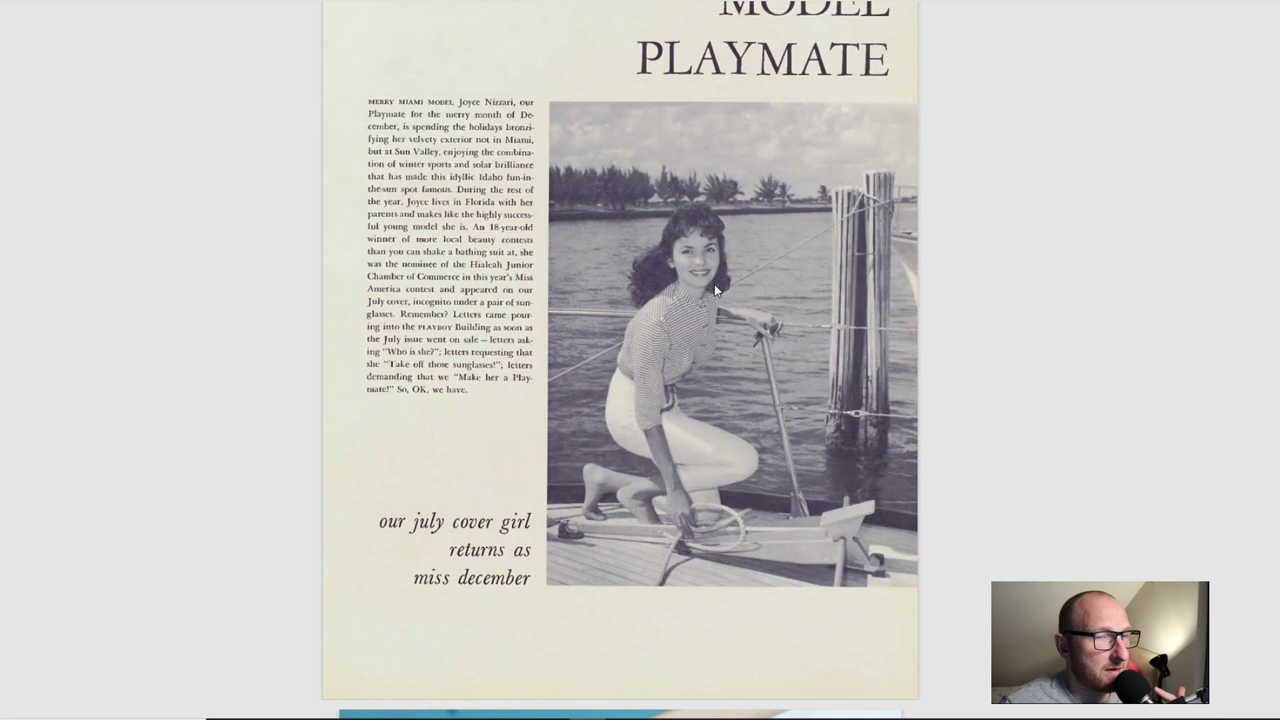 MODEL
PLAYMATE
MERRY MIAMI MODEL Joyce Nizzari, our
Playmate for the merry month of De-
cember, is spending the holidays bronzi-
fying her velvety exterior not in Miami,
but at Sun Valley, enjoying the combina-
tion of winter sports and solar brilliance
that has made this idyllic Idaho fun-in-
the-sun spot famous. During the rest of
the year, Joyce lives in Florida with her
parents and makes like the highly success-
ful young model she is. An 18-year-old
winner of more local beauty contests
than you can shake a bathing suit at, she
was the nominee of the Hialeah Junior
Chamber of Commerce in this year's Miss
America contest and appeared on our
July cover, incognito under a pair of sun-
glasses. Remember? Letters came pour-
ing into the PLAYBOY Building as soon as
the July issue went on sale — letters ask-
ing "Who is she?"; letters requesting that
she "Take off those sunglasses!"; letters
demanding that we "Make her a Play-
mate!" So, OK, we have.
our july cover girl
returns as
miss december